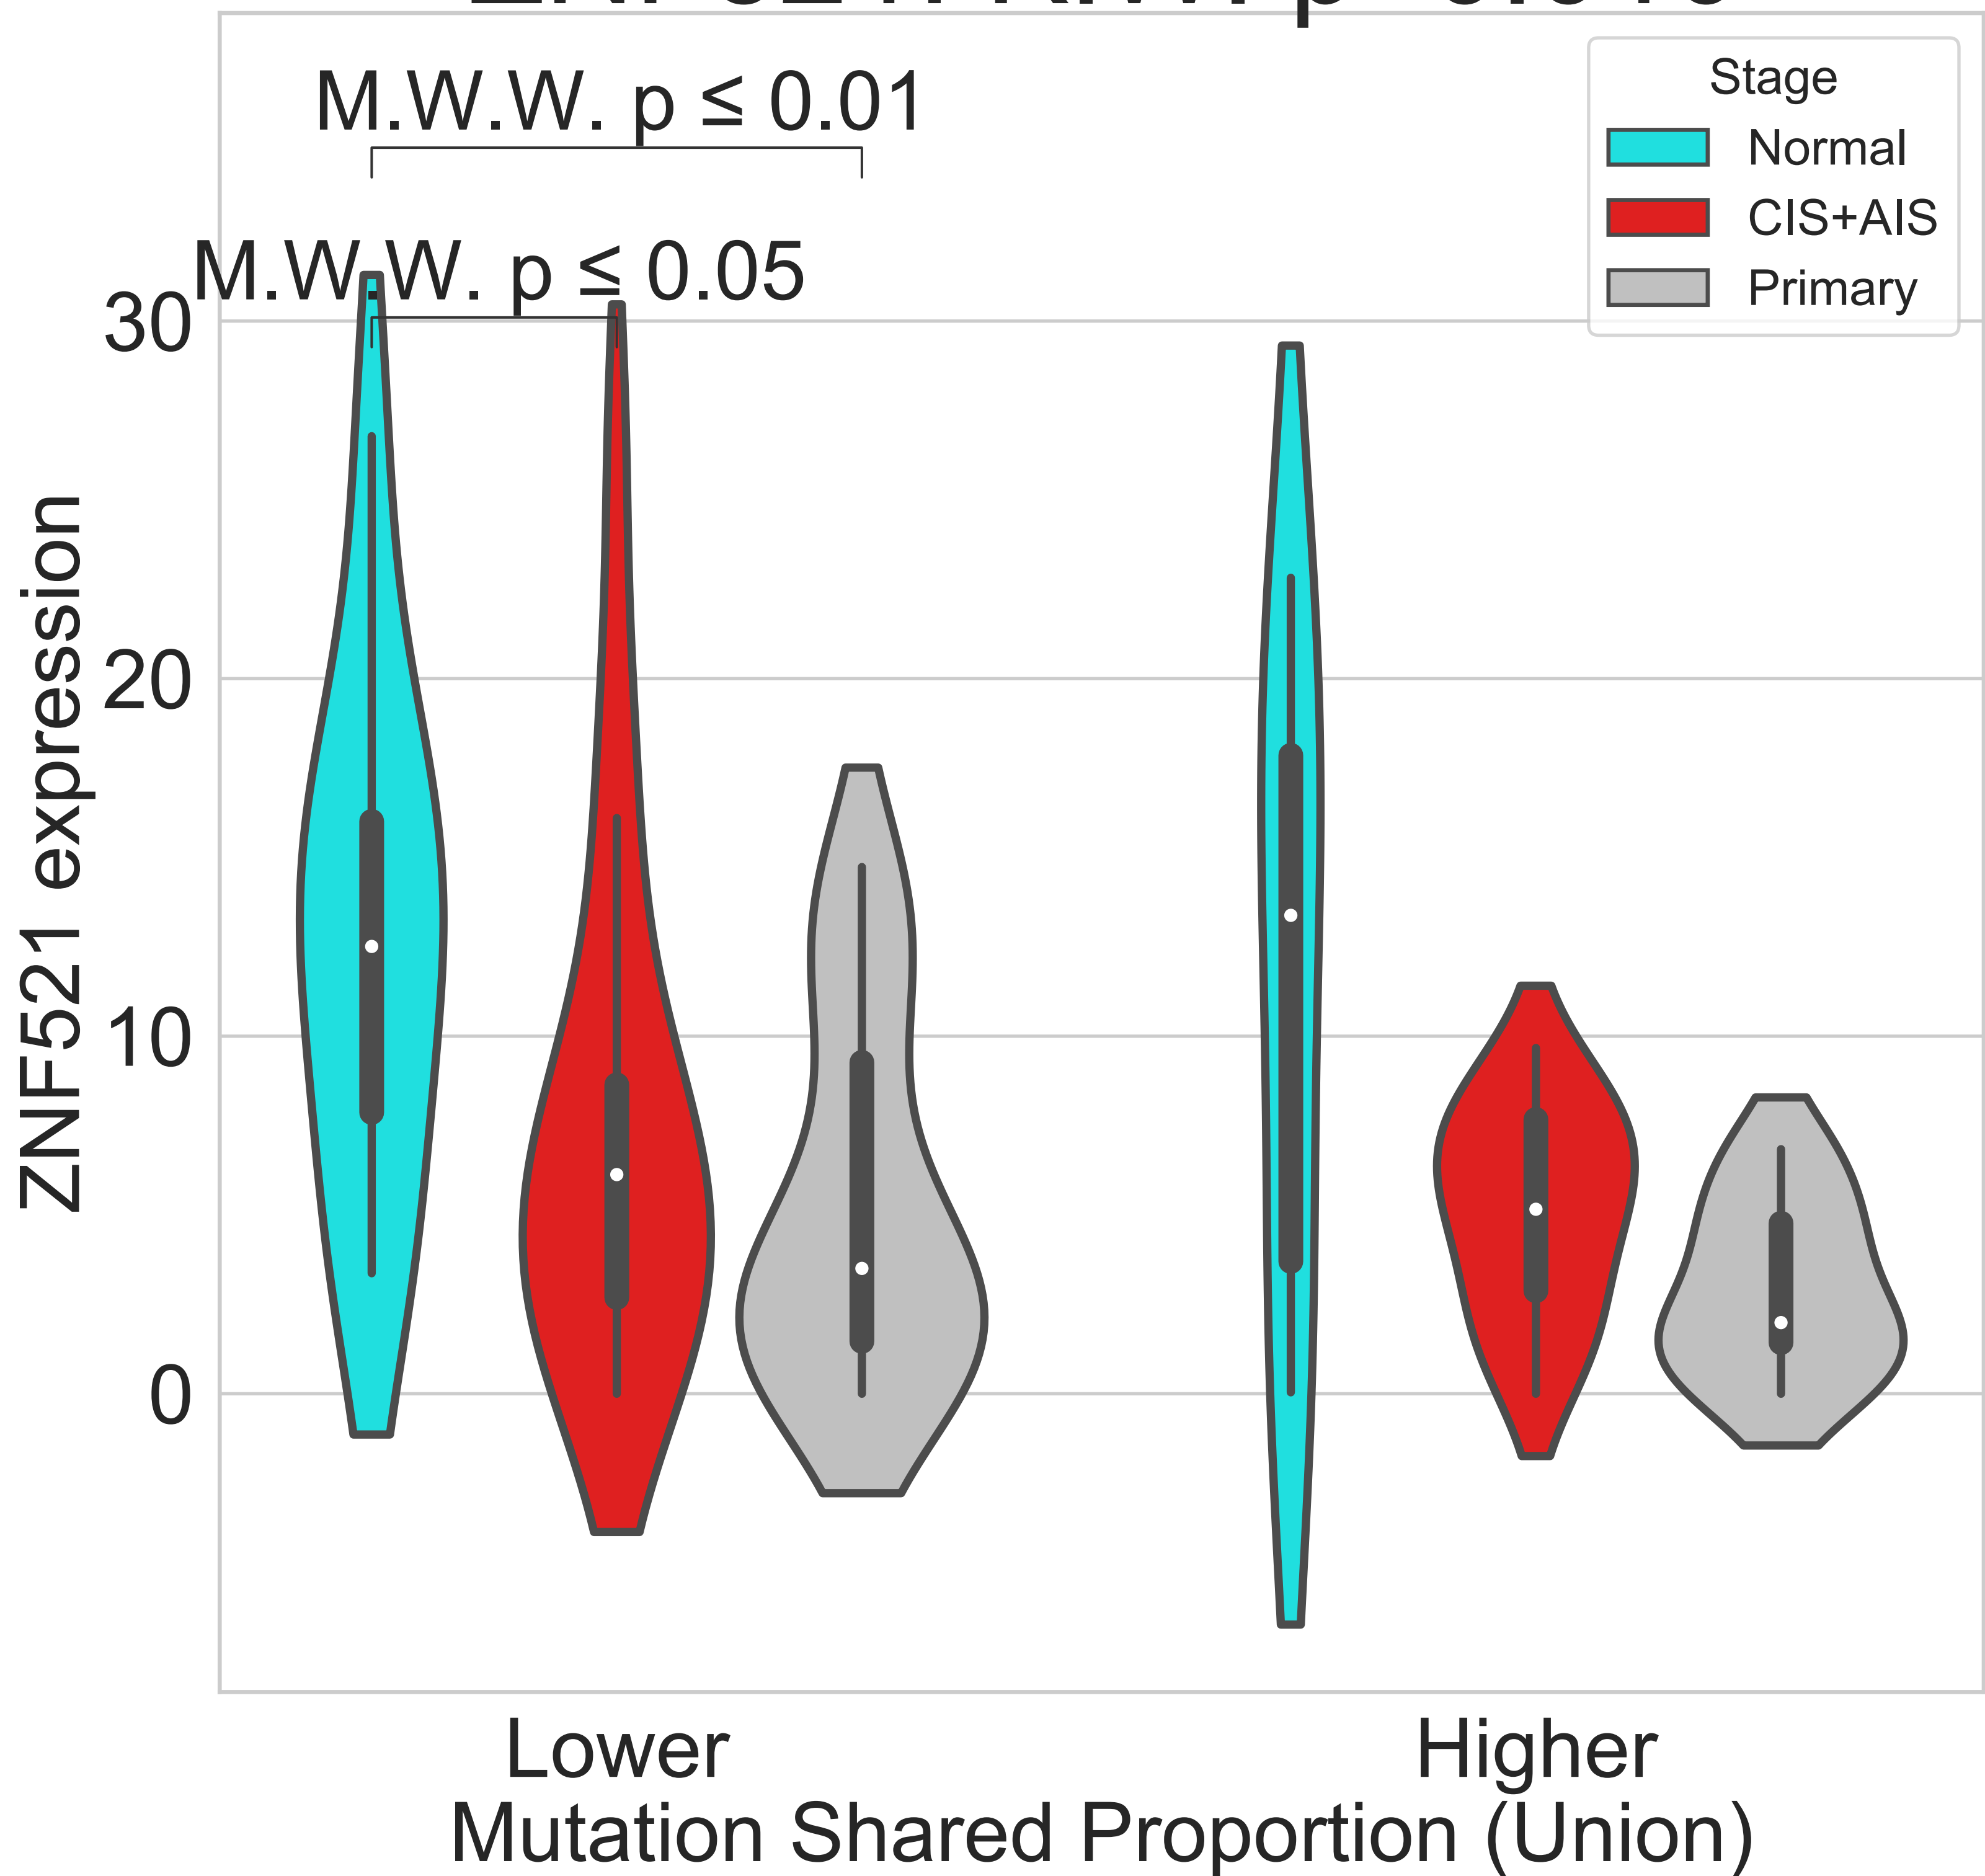 M.W.W. p ≤ 0.01
Stage
Normal
CIS+AIS
Primary
M.W.W. p ≤ 0.05
30
20
10
0
ZNF521 expression
Lower
Higher
Mutation Shared Proportion (Union)